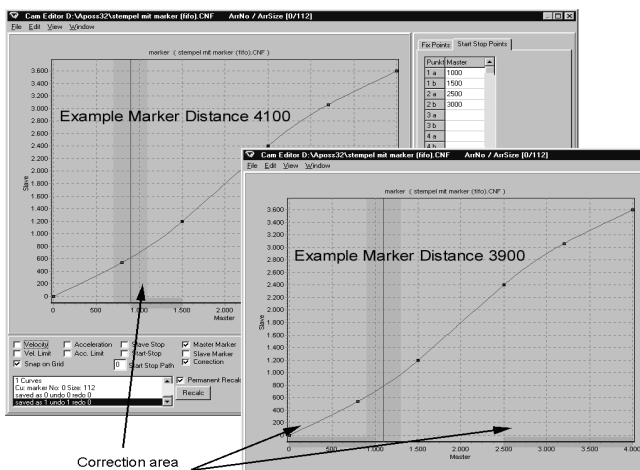 Cam Editor D:\Aposs32\stempel mit marker (fifo).CNF ArrNo / ArrSize [0/112]
File Edit View Window
marker ( stempel mit marker (fifo).CNF )
3.600
3.400
3.200
3.000
2.800
2.600
2.400
2.200
2.000
1.800
1.600
1.400
1.200
1.000
800
600
400
200
0
Slave
Example Marker Distance 4100
0 500 1.000 1.500 2.000
Master
Fix Points Start Stop Points
Punkt Master
1 a 1000
1 b 1500
2 a 2500
2 b 3000
3 a
3 b
4 a
4 b
Velocity Acceleration Slave Stop Master Marker
Vel. Limit Acc. Limit Start-Stop Slave Marker
Snap on Grid 0 Start Stop Path Correction
1 Curves
Cu: marker No: 0 Size: 112
saved as 0 undo 0 redo 0
saved as 1 undo 1 redo 0
Permanent Recalc
Recalc
Cam Editor D:\Aposs32\stempel mit marker (fifo).CNF ArrNo / ArrSize [0/112]
File Edit View Window
marker ( stempel mit marker (fifo).CNF )
3.600
3.400
3.200
3.000
2.800
2.600
2.400
2.200
2.000
1.800
1.600
1.400
1.200
1.000
800
600
400
200
0
Slave
Example Marker Distance 3900
0 500 1.000 1.500 2.000 2.500 3.000 3.500 4.000
Master
Correction area